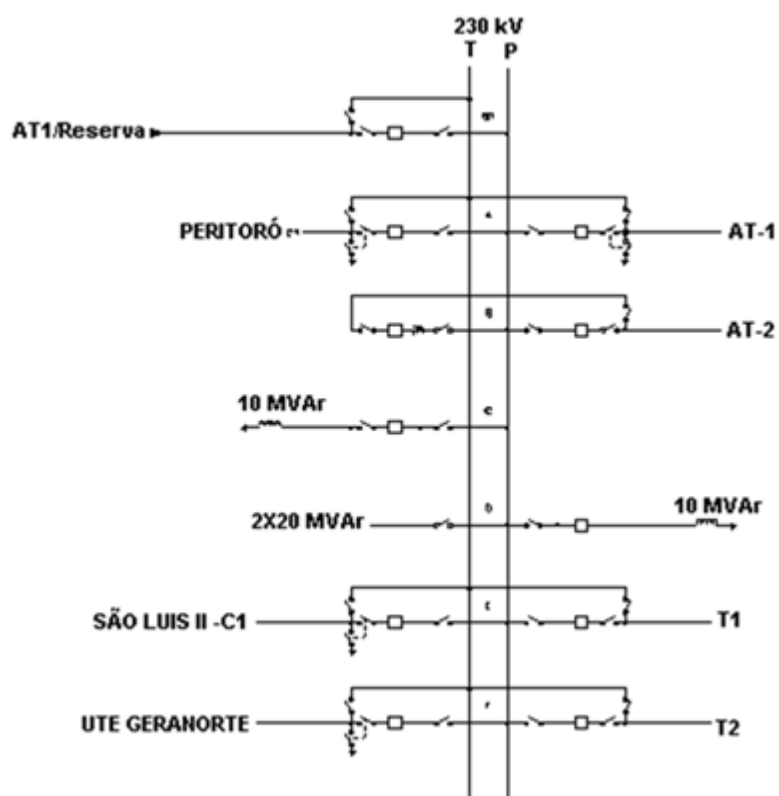 230 kV
T P
AT1/Reserva
PERITORÓ
AT-1
AT-2
10 MVAr
2X20 MVAr
10 MVAr
SÃO LUIS II -C1
T1
UTE GERANORTE
T2